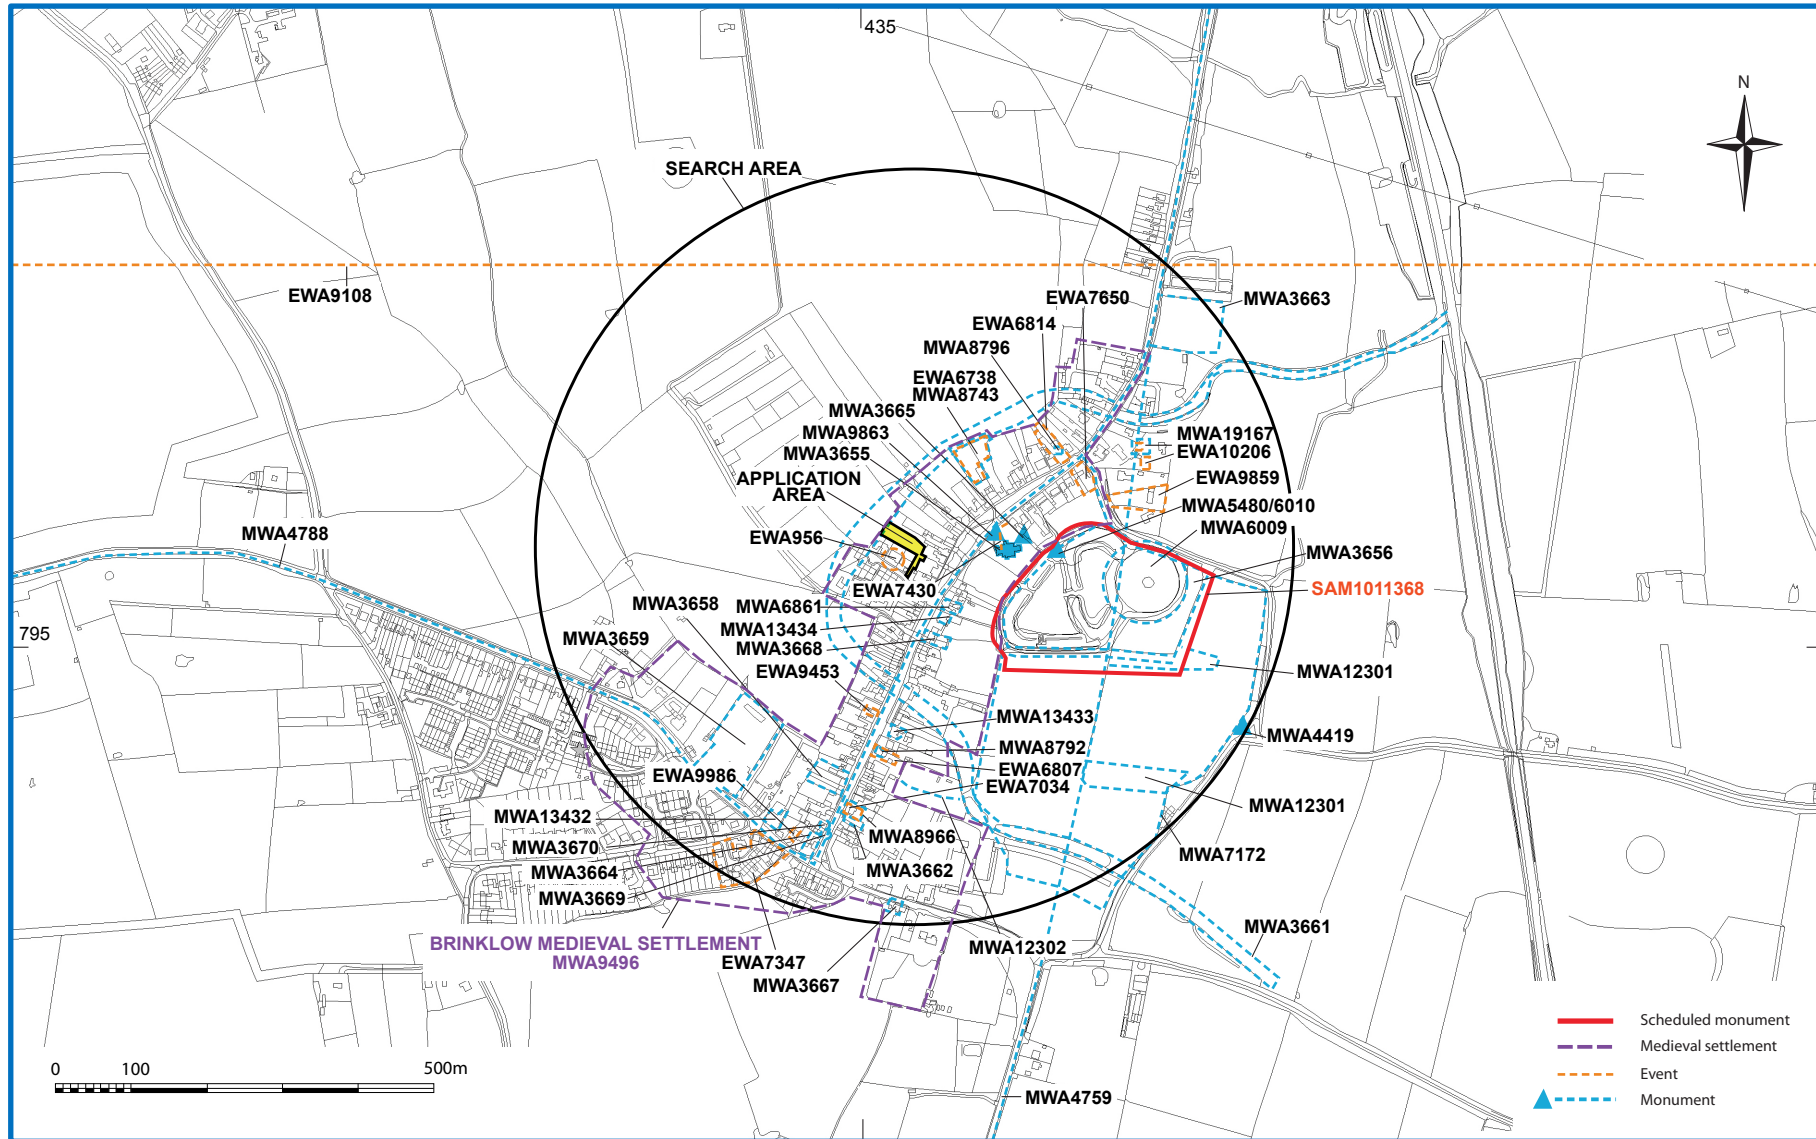 435
N
SEARCH AREA
EWA9108
EWA7650
MWA3663
EWA6814
MWA8796
EWA6738
MWA8743
MWA3665
MWA9863
MWA3655
APPLICATION
AREA
MWA19167
EWA10206
EWA9859
MWA5480/6010
MWA6009
MWA4788
EWA956
MWA3656
SAM1011368
EWA7430
MWA3658
MWA6861
MWA13434
MWA3659
MWA3668
795
EWA9453
MWA12301
MWA13433
MWA4419
MWA8792
EWA6807
EWA9986
EWA7034
MWA12301
MWA13432
MWA8966
MWA3670
MWA7172
MWA3664
MWA3662
MWA3669
MWA3661
BRINKLOW MEDIEVAL SETTLEMENT
MWA9496
MWA12302
EWA7347
MWA3667
Scheduled monument
Medieval settlement
Event
Monument
0 100 500m
MWA4759